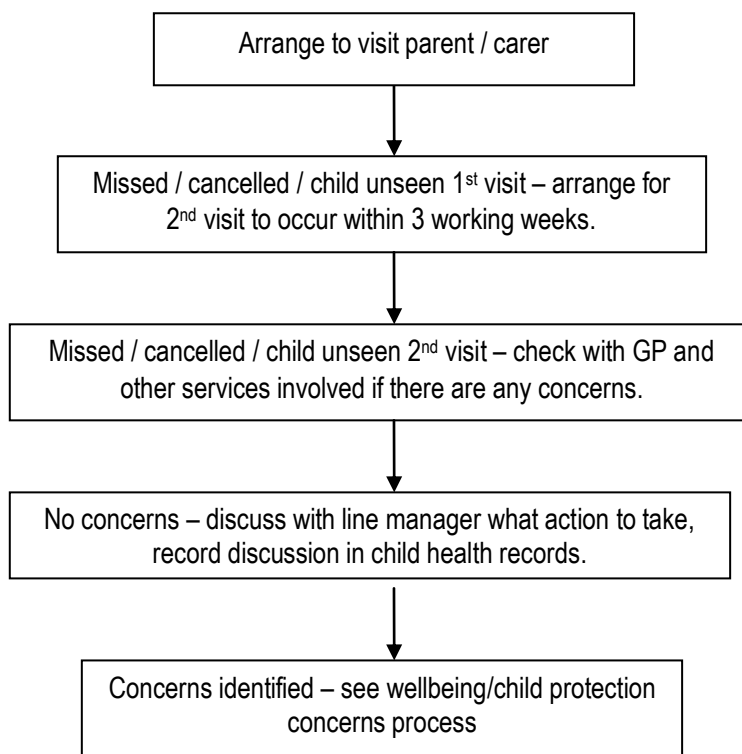 Arrange to visit parent / carer
Missed / cancelled / child unseen 1st visit – arrange for
2nd visit to occur within 3 working weeks.
Missed / cancelled / child unseen 2nd visit – check with GP and
other services involved if there are any concerns.
No concerns – discuss with line manager what action to take,
record discussion in child health records.
Concerns identified – see wellbeing/child protection
concerns process